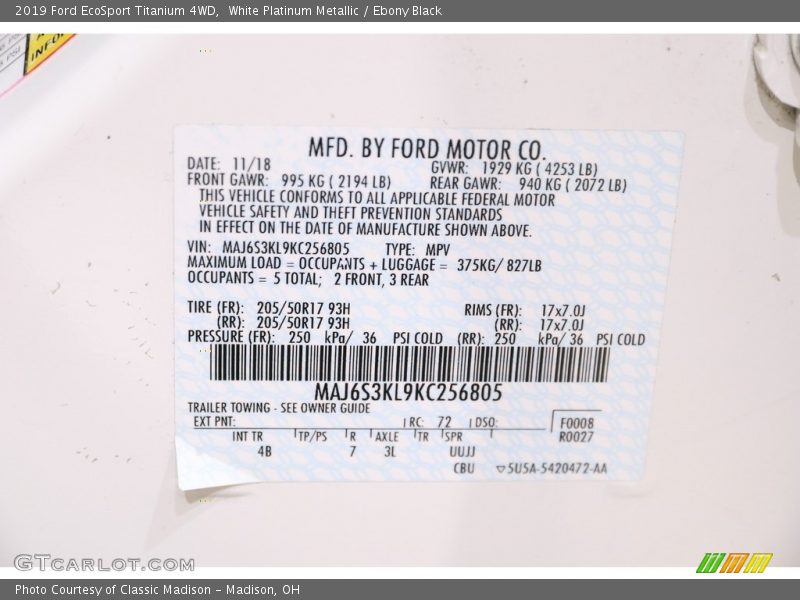 2019 Ford EcoSport Titanium 4WD, White Platinum Metallic / Ebony Black
MFD. BY FORD MOTOR CO.
DATE: 11/18 GVWR: 1929 KG ( 4253 LB)
FRONT GAWR: 995 KG ( 2194 LB) REAR GAWR: 940 KG ( 2072 LB)
THIS VEHICLE CONFORMS TO ALL APPLICABLE FEDERAL MOTOR
VEHICLE SAFETY AND THEFT PREVENTION STANDARDS
IN EFFECT ON THE DATE OF MANUFACTURE SHOWN ABOVE.
VIN: MAJ6S3KL9KC256805 TYPE: MPV
MAXIMUM LOAD = OCCUPANTS + LUGGAGE = 375KG/ 827LB
OCCUPANTS = 5 TOTAL; 2 FRONT, 3 REAR
TIRE (FR): 205/50R17 93H RIMS (FR): 17x7.0J
(RR): 205/50R17 93H (RR): 17x7.0J
PRESSURE (FR): 250 kPa/ 36 PSI COLD (RR): 250 kPa/ 36 PSI COLD
MAJ6S3KL9KC256805
TRAILER TOWING - SEE OWNER GUIDE
EXT PNT: RC: 72 DSO: F0008
R0027
INT TR TP/PS R AXLE TR SPR
4B 7 3L UUJJ
CBU 5U5A-5420472-AA
GTCARLOT.COM
Photo Courtesy of Classic Madison - Madison, OH